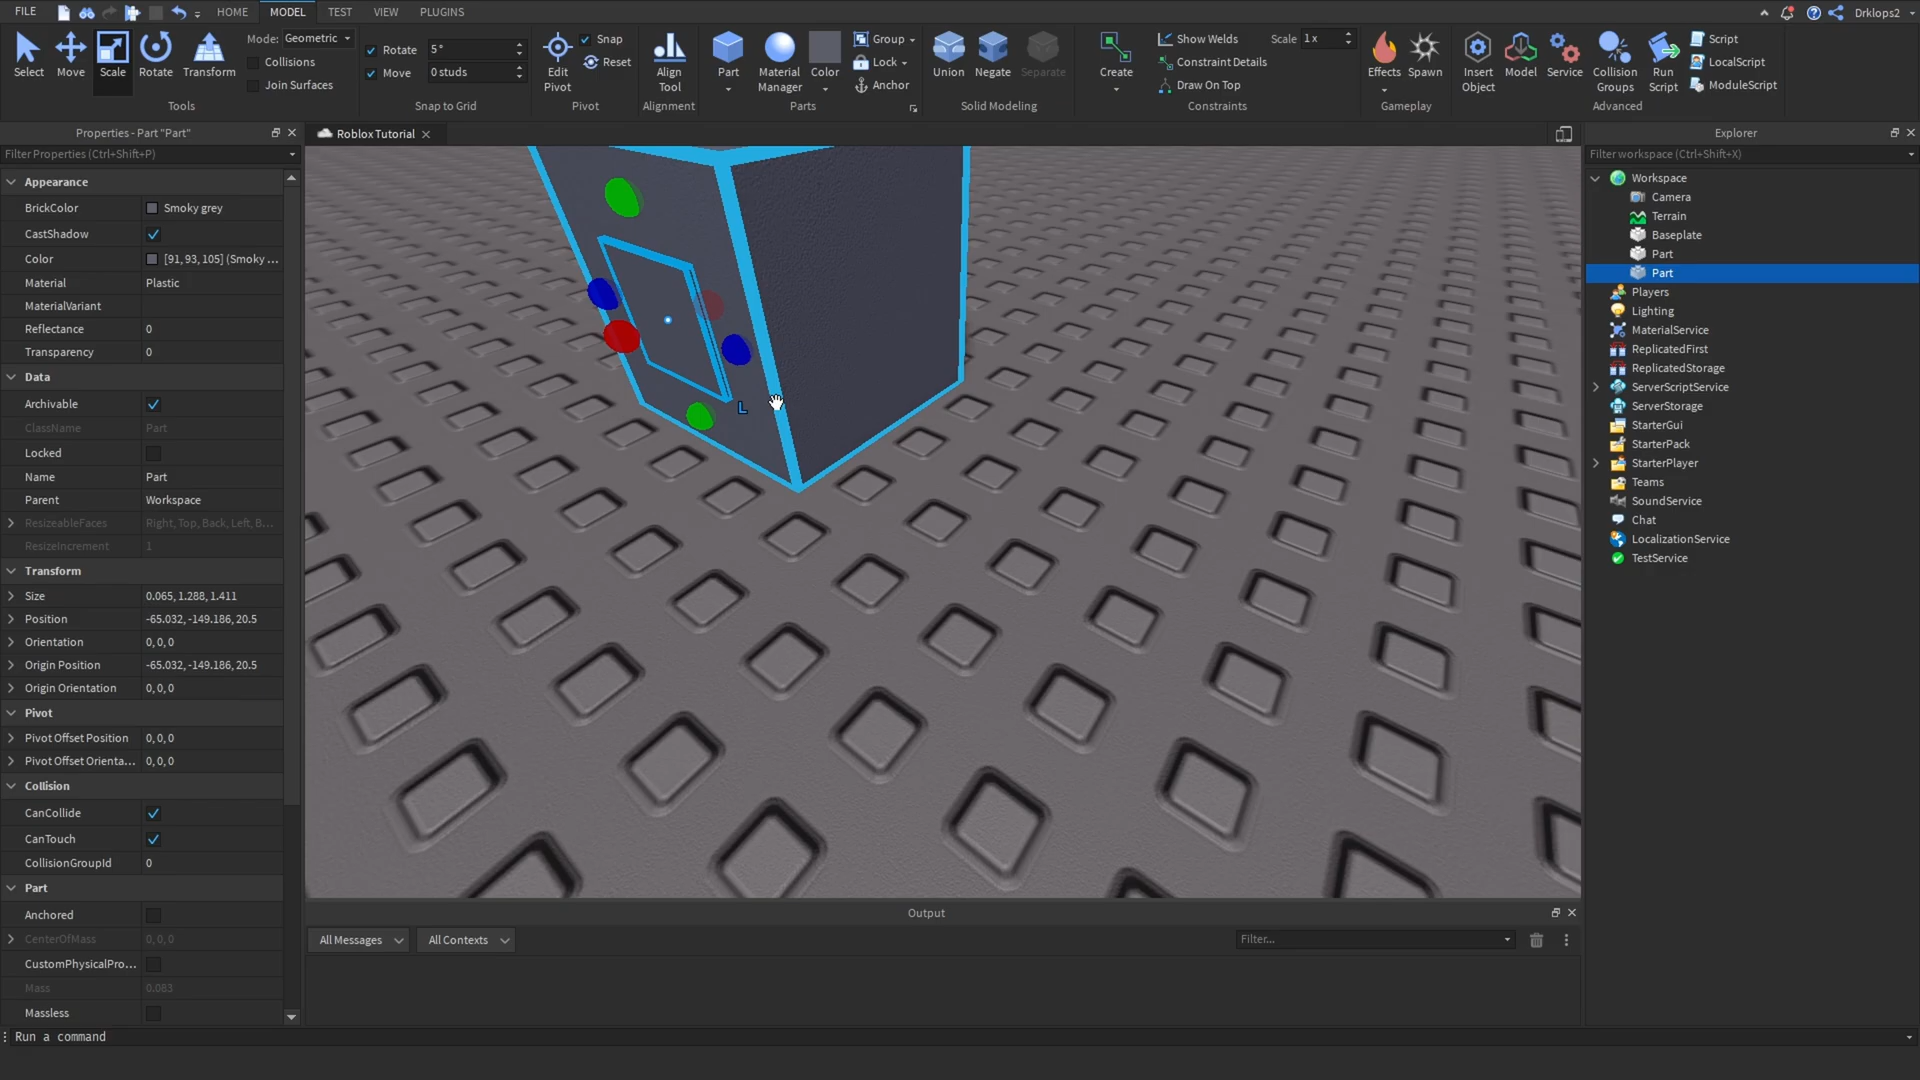 FILE
HOME
MODEL
TEST
VIEW
PLUGINS
Drklops2
Select
Move
Scale
Rotate
Transform
Mode: Geometric
Collisions
Join Surfaces
Tools
Rotate 5 °
Move 0 studs
Snap to Grid
Edit
Pivot
Snap
Reset
Pivot
Align
Tool
Alignment
Part
Material
Manager
Color
Group
Lock
Anchor
Parts
Union
Negate
Separate
Solid Modeling
Create
Show Welds
Scale 1 x
Constraint Details
Draw On Top
Constraints
Effects
Spawn
Gameplay
Insert
Object
Model
Service
Collision
Groups
Run
Script
Script
LocalScript
ModuleScript
Advanced
Properties - Part "Part"
Filter Properties (Ctrl+Shift+P)
Appearance
BrickColor Smoky grey
CastShadow
Color [91, 93, 105] (Smoky ...
Material Plastic
MaterialVariant
Reflectance 0
Transparency 0
Data
Archivable
ClassName Part
Locked
Name Part
Parent Workspace
ResizeableFaces Right, Top, Back, Left, B...
ResizeIncrement 1
Transform
Size 0.065, 1.288, 1.411
Position -65.032, -149.186, 20.5
Orientation 0, 0, 0
Origin Position -65.032, -149.186, 20.5
Origin Orientation 0, 0, 0
Pivot
Pivot Offset Position 0, 0, 0
Pivot Offset Orienta... 0, 0, 0
Collision
CanCollide
CanTouch
CollisionGroupId 0
Part
Anchored
CenterOfMass 0, 0, 0
CustomPhysicalPro...
Mass 0.083
Massless
Roblox Tutorial
L
Output
All Messages
All Contexts
Filter...
Explorer
Filter workspace (Ctrl+Shift+X)
Workspace
Camera
Terrain
Baseplate
Part
Part
Players
Lighting
MaterialService
ReplicatedFirst
ReplicatedStorage
ServerScriptService
ServerStorage
StarterGui
StarterPack
StarterPlayer
Teams
SoundService
Chat
LocalizationService
TestService
Run a command